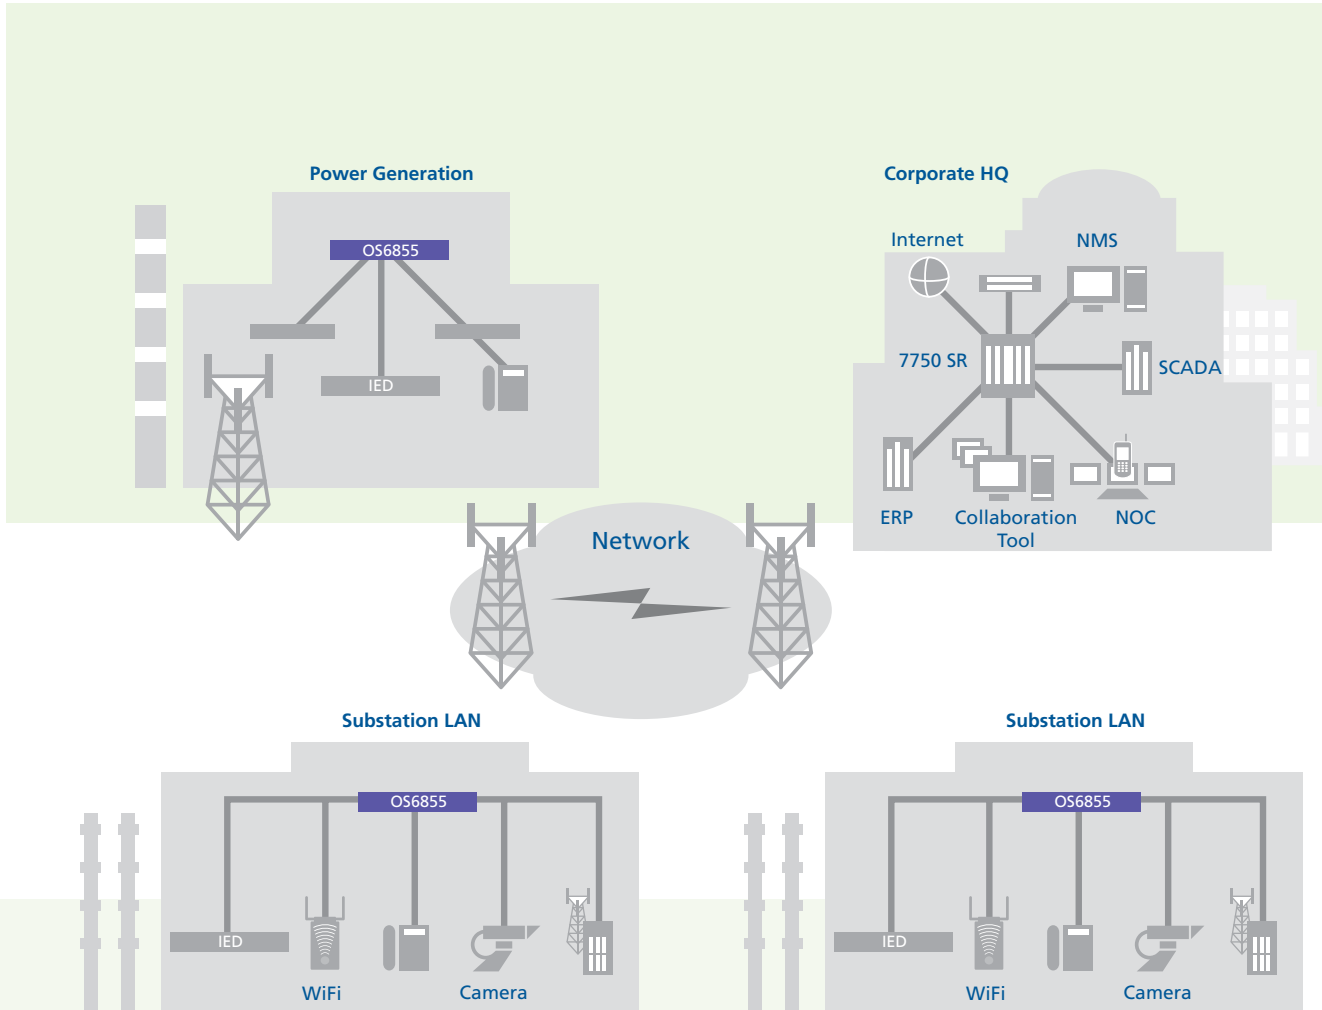 Power Generation
OS6855
IED
Corporate HQ
Internet
NMS
7750 SR
SCADA
ERP
Collaboration
Tool
NOC
Network
Substation LAN
OS6855
IED
WiFi
Camera
Substation LAN
OS6855
IED
WiFi
Camera